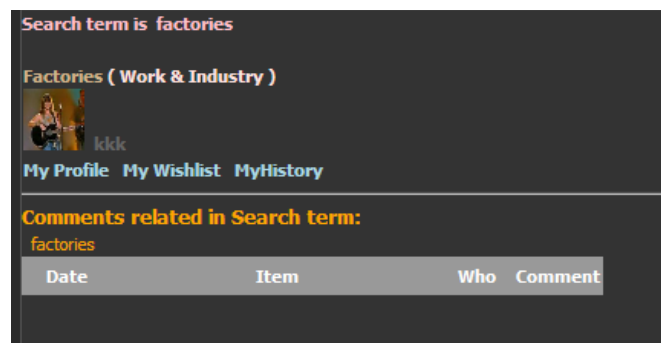 Search term is factories
Factories ( Work & Industry )
kkk
My Profile My Wishlist MyHistory
Comments related in Search term:
factories
Date Item Who Comment